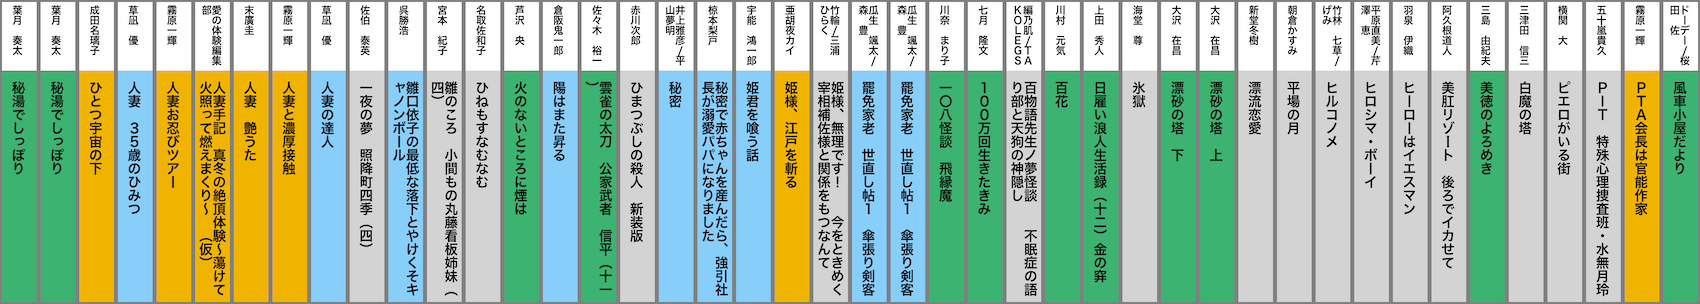 ドーデー/桜
田　佐
風車小屋だより
霧原一輝
ＰＴＡ会長は官能作家
五十嵐貴久
ＰＩＴ　特殊心理捜査班・水無月玲
横関　大
ピエロがいる街
三津田　信三
白魔の塔
三島　由紀夫
美徳のよろめき
阿久根道人
美肛リゾート　後ろでイカせて
羽泉　伊織
ヒーローはイエスマン
平原直美/芹
澤　恵
ヒロシマ・ボーイ
竹林　七草/
げみ
ヒルコノメ
朝倉かすみ
平場の月
新堂冬樹
漂流恋愛
大沢　在昌
漂砂の塔　上
大沢　在昌
漂砂の塔　下
海堂　尊
氷獄
上田　秀人
日雇い浪人生活録（十二）金の穽
川村　元気
百花
編乃肌/ＴＡ
ＫＯＬＥＧＳ
百物語先生ノ夢怪談　不眠症の語
り部と天狗の神隠し
七月　隆文
１００万回生きたきみ
川奈　まり子
一〇八怪談　飛縁魔
瓜生　颯太/
森　豊
罷免家老　世直し帖１　傘張り剣客
瓜生　颯太/
森　豊
罷免家老　世直し帖１　傘張り剣客
竹輪/三浦
ひらく
姫様、無理です！　今をときめく
宰相補佐様と関係をもつなんて
亜胡夜カイ
姫様、江戸を斬る
宇能　鴻一郎
姫君を喰う話
椋本梨戸
秘密で赤ちゃんを産んだら、強引社
長が溺愛パパになりました
井上雅彦/平
山夢明
秘密
赤川次郎
ひまつぶしの殺人　新装版
佐々木　裕一
雲雀の太刀　公家武者　信平（十一
）
倉阪鬼一郎
陽はまた昇る
芦沢　央
火のないところに煙は
名取佐和子
ひねもすなむなむ
宮本　紀子
雛のころ　小間もの丸藤看板姉妹（
四）
呉勝浩
雛口依子の最低な落下とやけくそキ
ャノンボール
佐伯　泰英
一夜の夢　照降町四季（四）
草凪　優
人妻の達人
霧原一輝
人妻と濃厚接触
末廣圭
人妻　艶うた
愛の体験編集
部
人妻手記　真冬の絶頂体験～蕩けて
火照って燃えまくり～　（仮）
霧原一輝
人妻お忍びツアー
草凪　優
人妻　３５歳のひみつ
成田名璃子
ひとつ宇宙の下
葉月　奏太
秘湯でしっぽり
葉月　奏太
秘湯でしっぽり